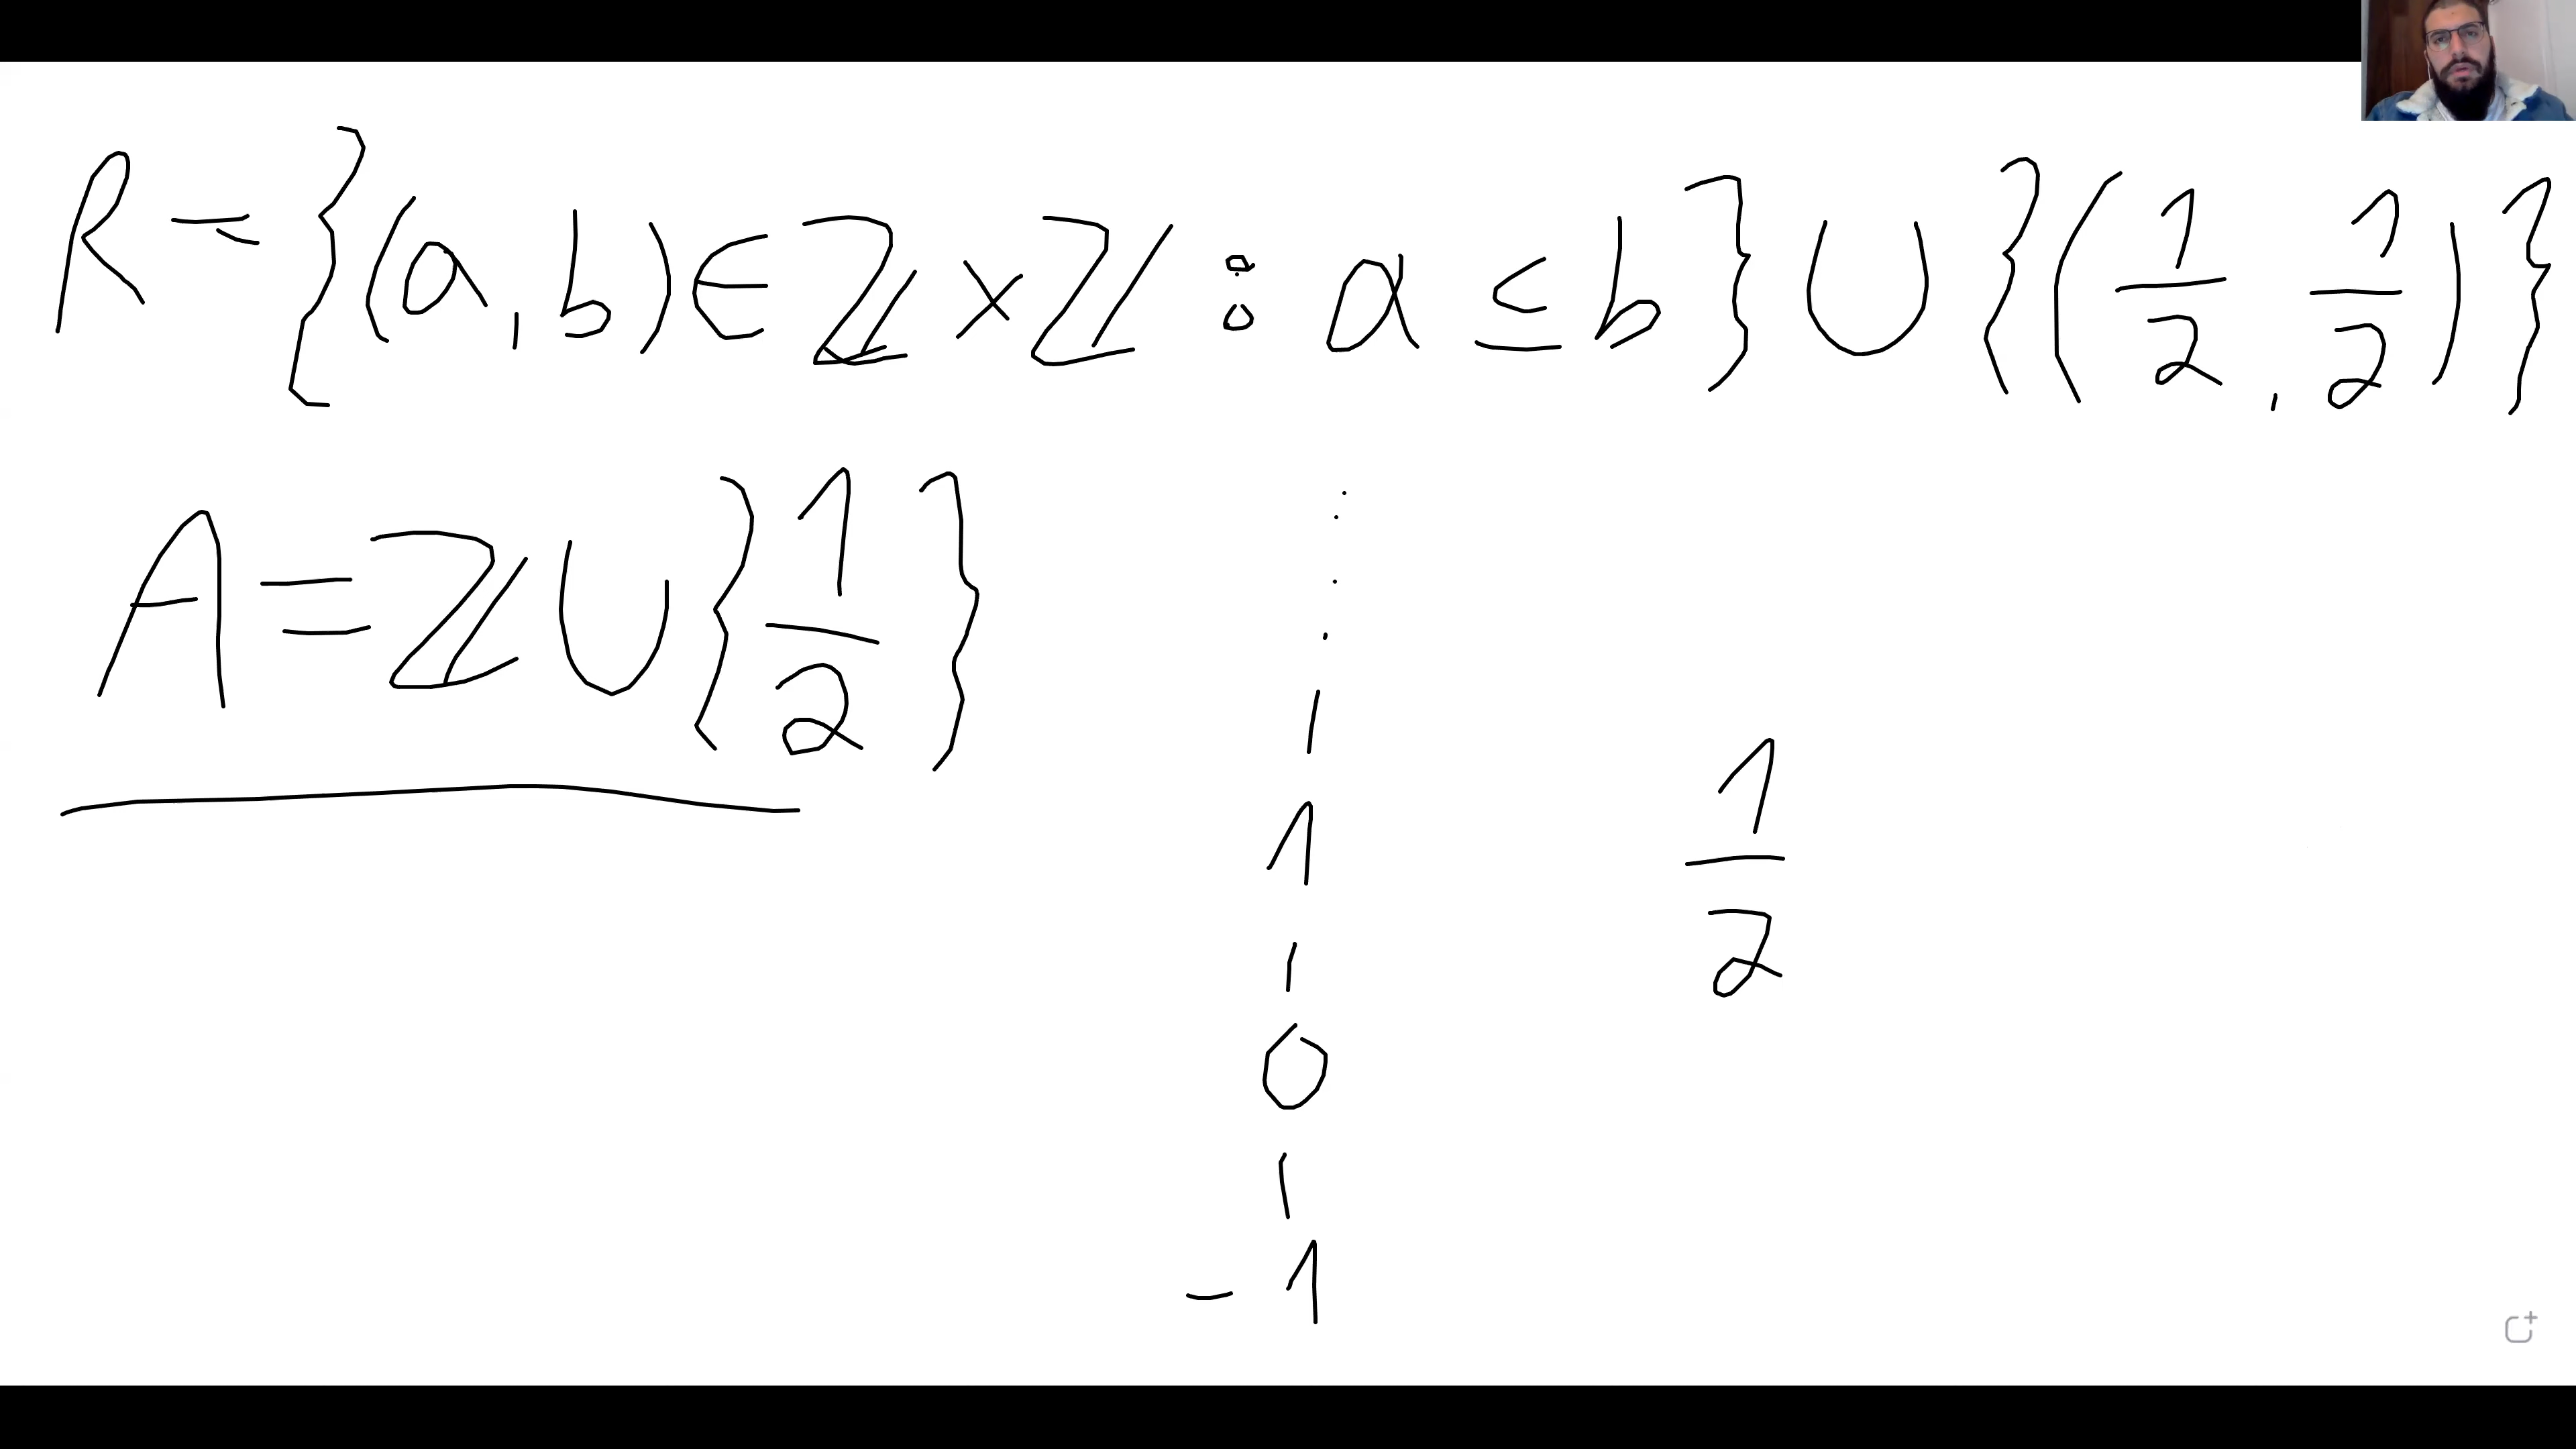 R = {(a, b) ∈ ℤ × ℤ : a ≤ b} ∪ {(1/2, 1/2)}
A = ℤ ∪ {1/2}
1
1/2
0
-1